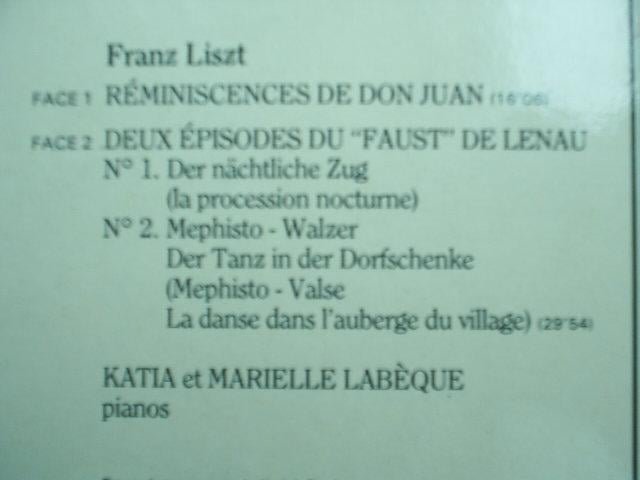 Franz Liszt
FACE 1 RÉMINISCENCES DE DON JUAN (16'06)
FACE 2 DEUX ÉPISODES DU "FAUST" DE LENAU
N° 1. Der nächtliche Zug
(la procession nocturne)
N° 2. Mephisto - Walzer
Der Tanz in der Dorfschenke
(Mephisto - Valse
La danse dans l'auberge du village) (29'54)
KATIA et MARIELLE LABÈQUE
pianos